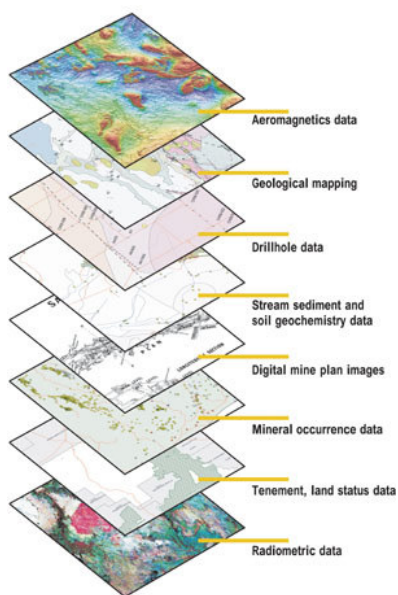 Aeromagnetics data
Geological mapping
Drillhole data
Stream sediment and
soil geochemistry data
Digital mine plan images
Mineral occurrence data
Tenement, land status data
Radiometric data